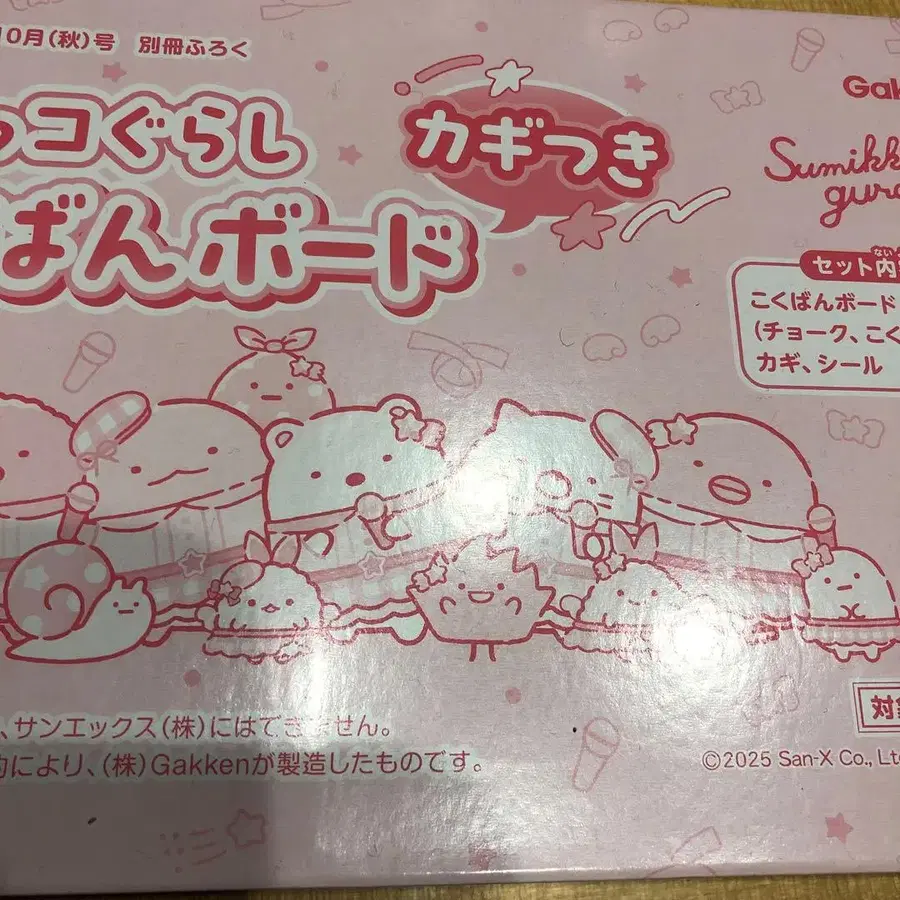 10月(秋)号 別冊ふろく
Gak
っコぐらし
カギつき
Sumikk
gura
ばんボード
ない
セット内
こくばんボード
(チョーク、こく
カギ、シール
、サンエックス(株)にはできません。
により、(株)Gakkenが製造したものです。
対象
©2025 San-X Co., Ltd